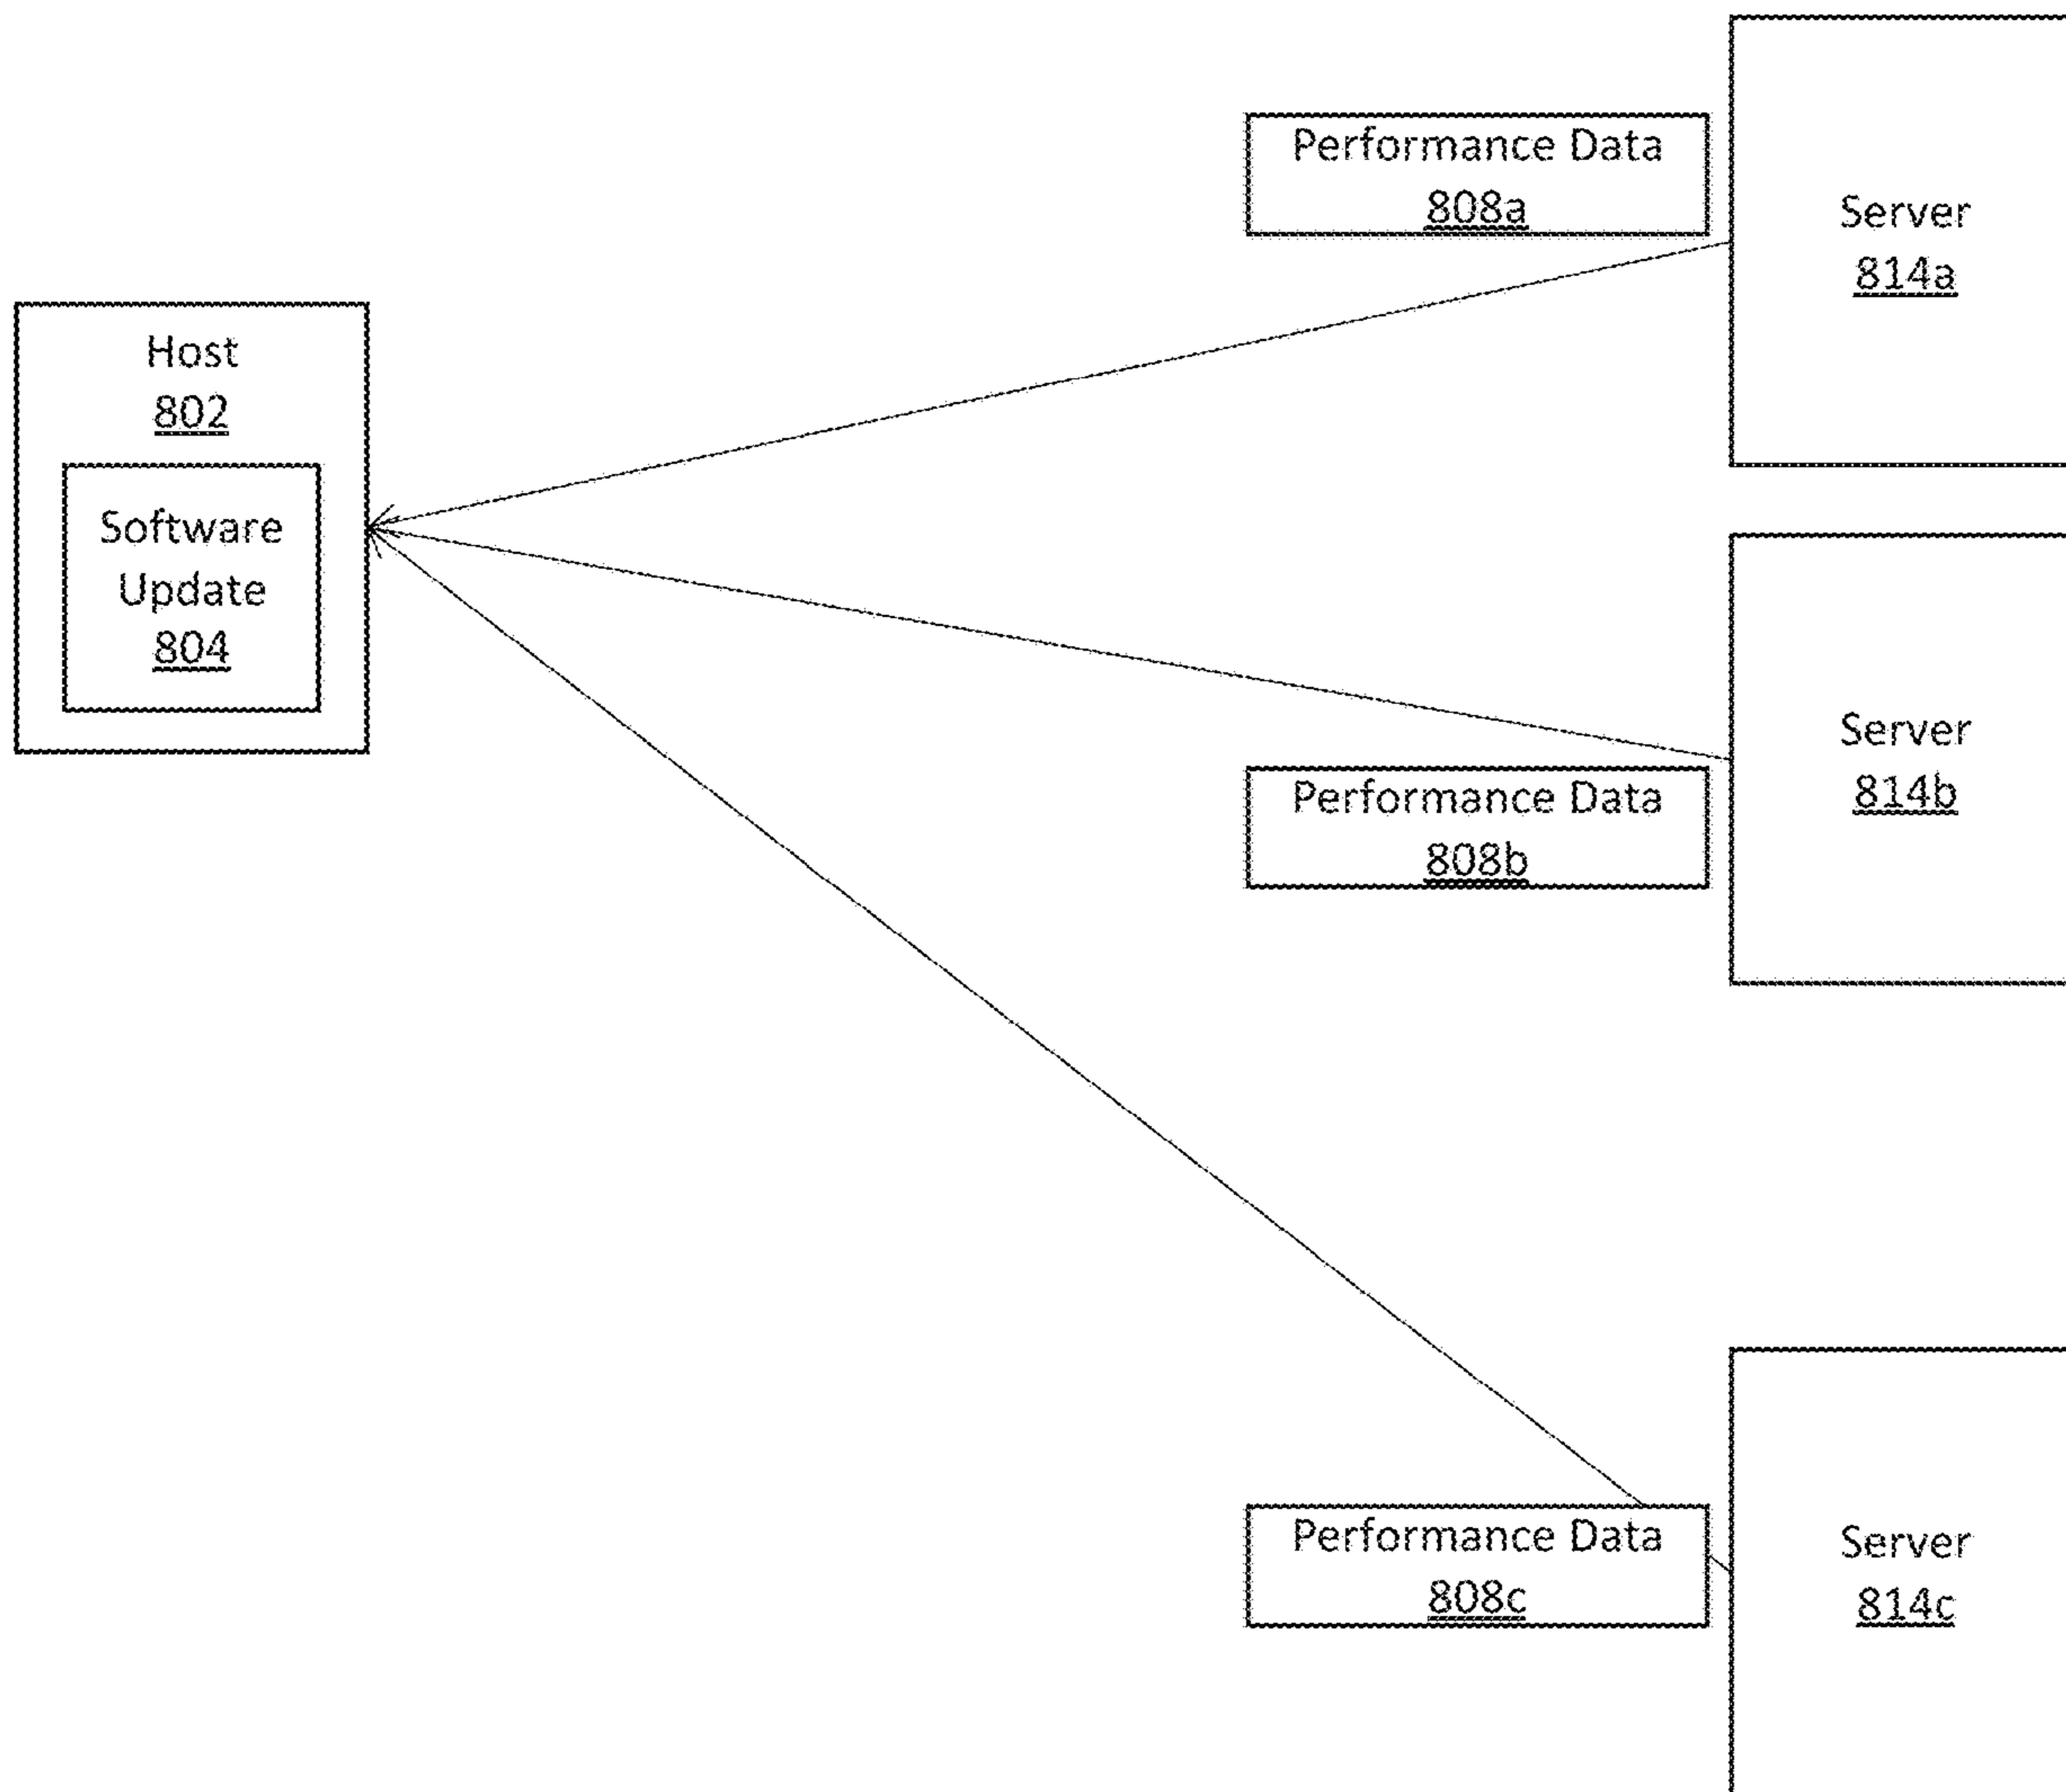 Performance Data
808a
Server
814a
Host
802
Software
Update
804
Server
814b
Performance Data
808b
Performance Data
808c
Server
814c